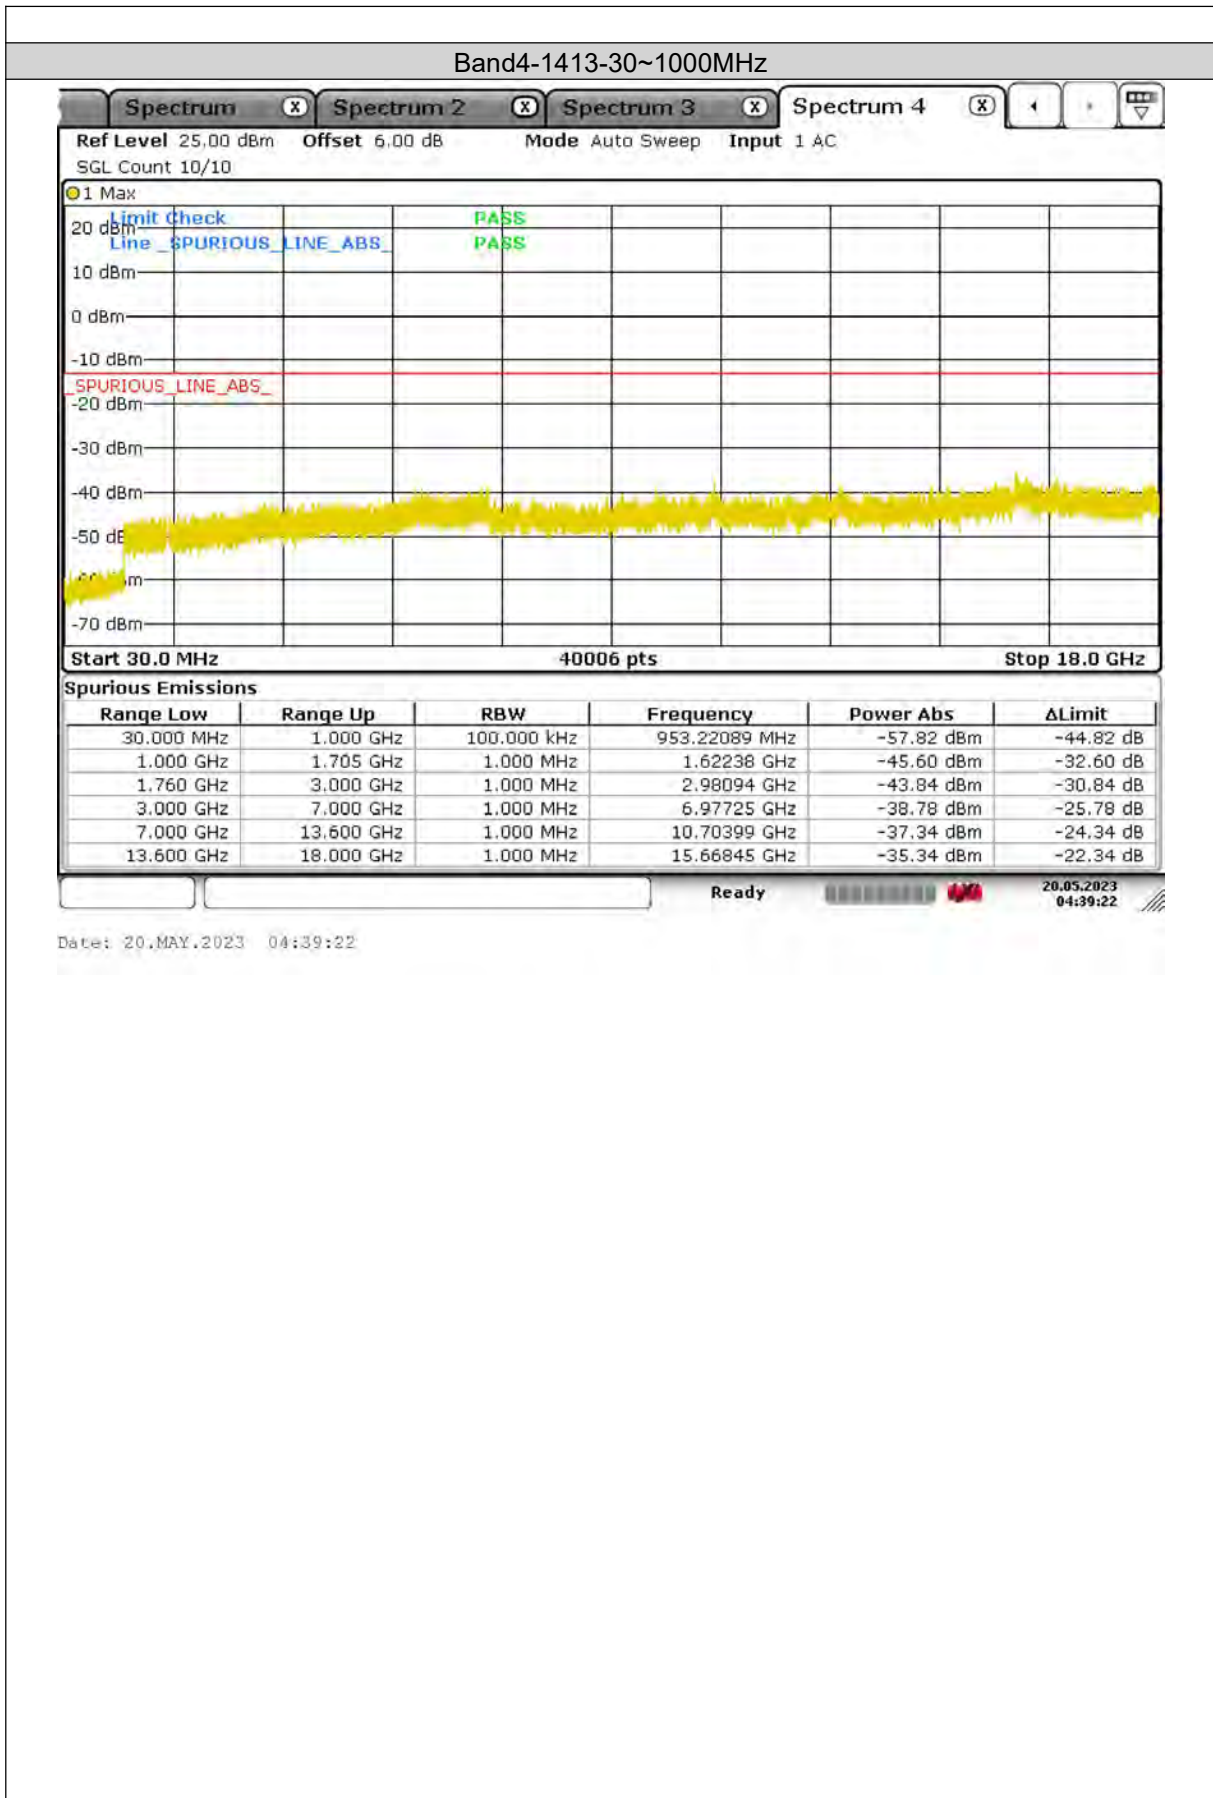 Band4-1413-30~1000MHz
Spectrum Spectrum 2 Spectrum 3 Spectrum 4
Ref Level 25.00 dBm Offset 6.00 dB Mode Auto Sweep Input 1 AC
SGL Count 10/10
1 Max
Limit Check PASS
20 dBm
Line _SPURIOUS_LINE_ABS_ PASS
10 dBm
0 dBm
-10 dBm
_SPURIOUS_LINE_ABS_
-20 dBm
-30 dBm
-40 dBm
-50
-70 dBm
Start 30.0 MHz 40006 pts Stop 18.0 GHz
Spurious Emissions
Range Low Range Up RBW Frequency Power Abs ΔLimit
30.000 MHz 1.000 GHz 100.000 kHz 953.22089 MHz -57.82 dBm -44.82 dB
1.000 GHz 1.705 GHz 1.000 MHz 1.62238 GHz -45.60 dBm -32.60 dB
1.760 GHz 3.000 GHz 1.000 MHz 2.98094 GHz -43.84 dBm -30.84 dB
3.000 GHz 7.000 GHz 1.000 MHz 6.97725 GHz -38.78 dBm -25.78 dB
7.000 GHz 13.600 GHz 1.000 MHz 10.70399 GHz -37.34 dBm -24.34 dB
13.600 GHz 18.000 GHz 1.000 MHz 15.66845 GHz -35.34 dBm -22.34 dB
Ready 20.05.2023
04:39:22
Date: 20.MAY.2023 04:39:22